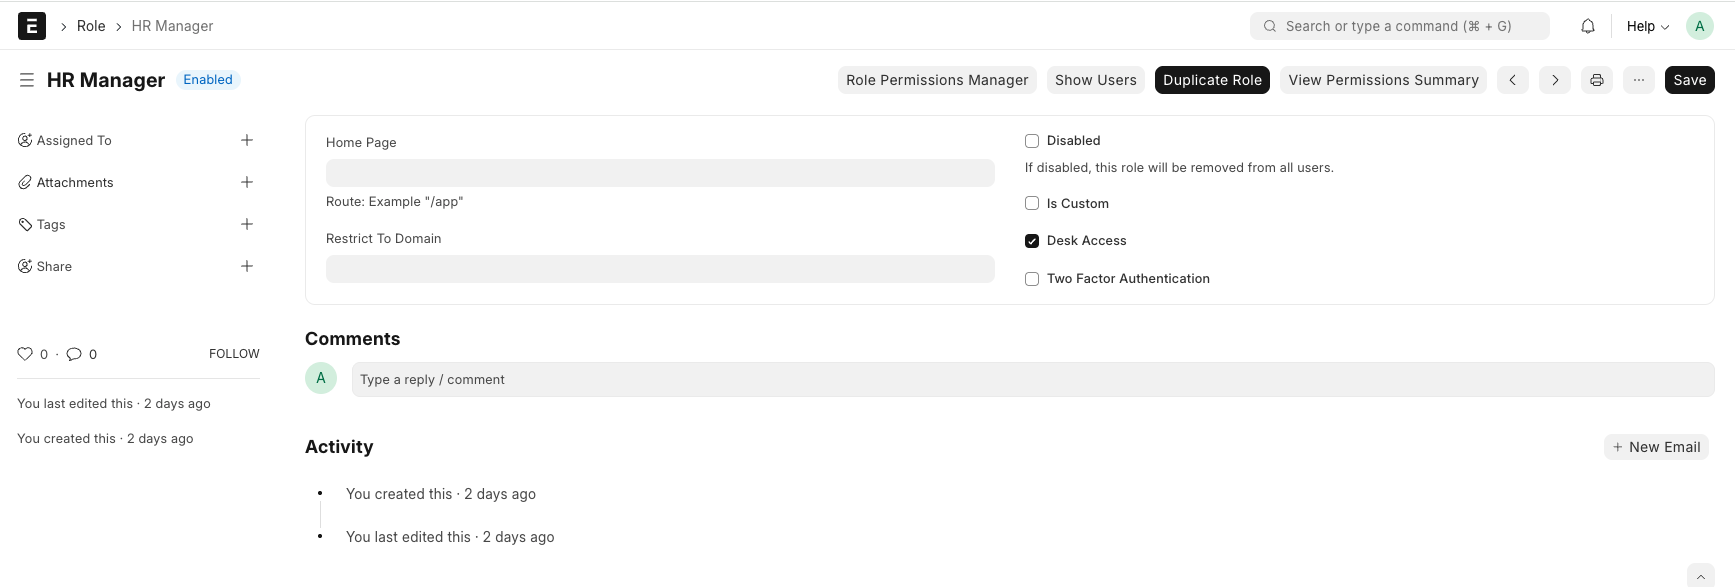 E
Role
HR Manager
Search or type a command (⌘ + G)
Help
A
HR Manager
Enabled
Role Permissions Manager
Show Users
Duplicate Role
View Permissions Summary
···
Save
Assigned To
Attachments
Tags
Share
0 · 0
FOLLOW
You last edited this · 2 days ago
You created this · 2 days ago
Home Page
Route: Example "/app"
Restrict To Domain
Disabled
If disabled, this role will be removed from all users.
Is Custom
Desk Access
Two Factor Authentication
Comments
A
Type a reply / comment
Activity
+ New Email
You created this · 2 days ago
You last edited this · 2 days ago